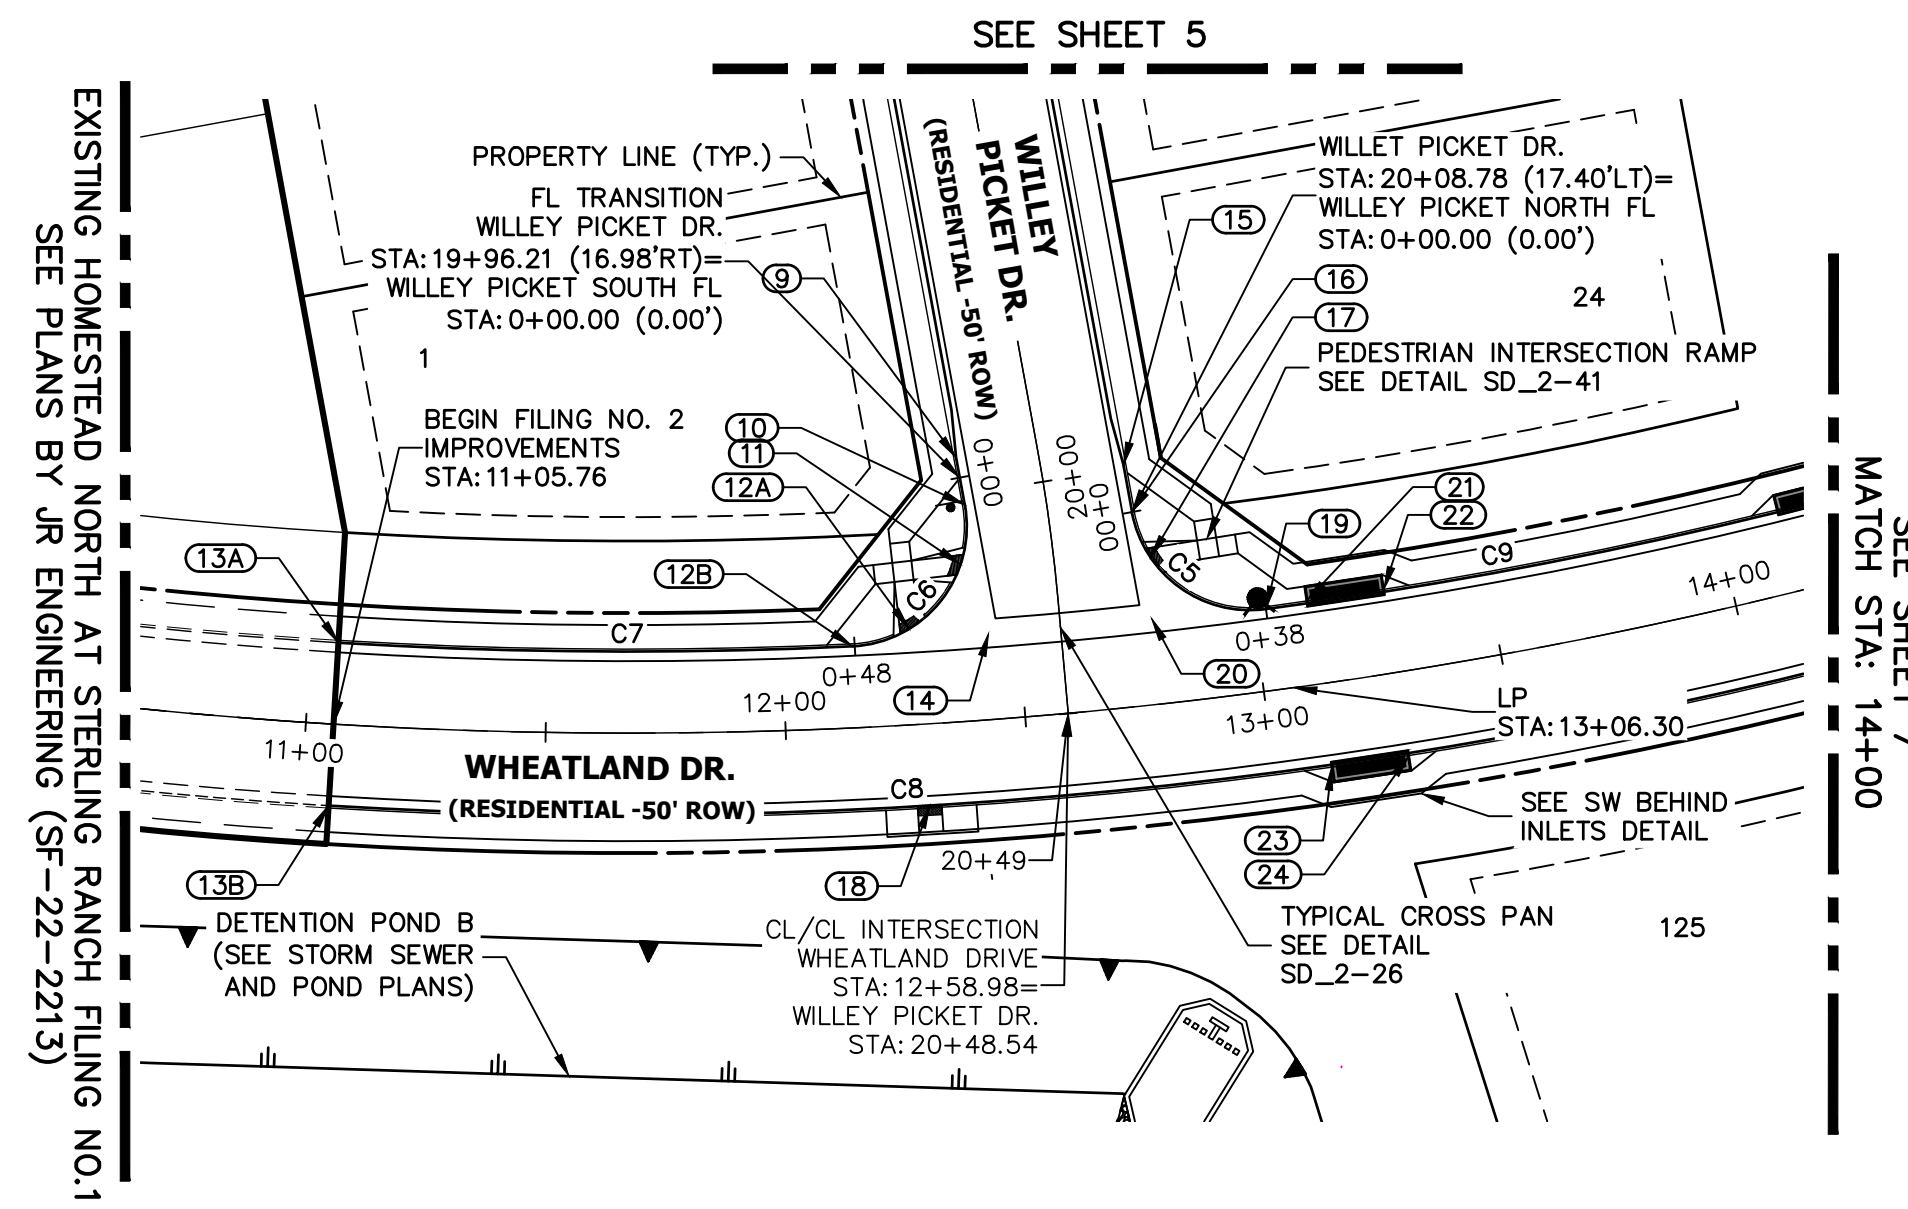 SEE SHEET 5
EXISTING HOMESTEAD NORTH AT STERLING RANCH FILING NO.1
SEE PLANS BY JR ENGINEERING (SF-22-2213)
PROPERTY LINE (TYP.)
FL TRANSITION
WILLEY PICKET DR.
STA: 19+96.21 (16.98'RT)=
WILLEY PICKET SOUTH FL
STA: 0+00.00 (0.00')
1
BEGIN FILING NO. 2
IMPROVEMENTS
STA: 11+05.76
9
10
11
12A
12B
13A
WILLEY
PICKET DR.
(RESIDENTIAL -50' ROW)
0+00
20+00
0+00
15
WILLET PICKET DR.
STA: 20+08.78 (17.40'LT)=
WILLEY PICKET NORTH FL
STA: 0+00.00 (0.00')
16
17
24
PEDESTRIAN INTERSECTION RAMP
SEE DETAIL SD_2-41
21
22
19
C5
C6
C7
C9
14+00
0+38
0+48
20
14
12+00
11+00
13+00
LP
STA: 13+06.30
WHEATLAND DR.
(RESIDENTIAL -50' ROW)
C8
SEE SW BEHIND
INLETS DETAIL
23
24
20+49
18
13B
DETENTION POND B
(SEE STORM SEWER
AND POND PLANS)
CL/CL INTERSECTION
WHEATLAND DRIVE
STA: 12+58.98=
WILLEY PICKET DR.
STA: 20+48.54
TYPICAL CROSS PAN
SEE DETAIL
SD_2-26
125
SEE SHEET 7
MATCH STA: 14+00